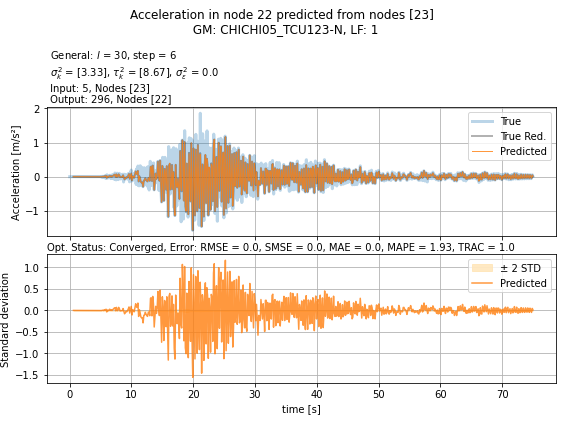 Acceleration in node 22 predicted from nodes [23]
GM: CHICHI05_TCU123-N, LF: 1
General: l = 30, step = 6
σ²ₖ = [3.33], τ²ₖ = [8.67], σ²ε = 0.0
Input: 5, Nodes [23]
Output: 296, Nodes [22]
Acceleration [m/s²]
2
1
0
−1
True
True Red.
Predicted
Opt. Status: Converged, Error: RMSE = 0.0, SMSE = 0.0, MAE = 0.0, MAPE = 1.93, TRAC = 1.0
Standard deviation
1.0
0.5
0.0
−0.5
−1.0
−1.5
± 2 STD
Predicted
0 10 20 30 40 50 60 70
time [s]